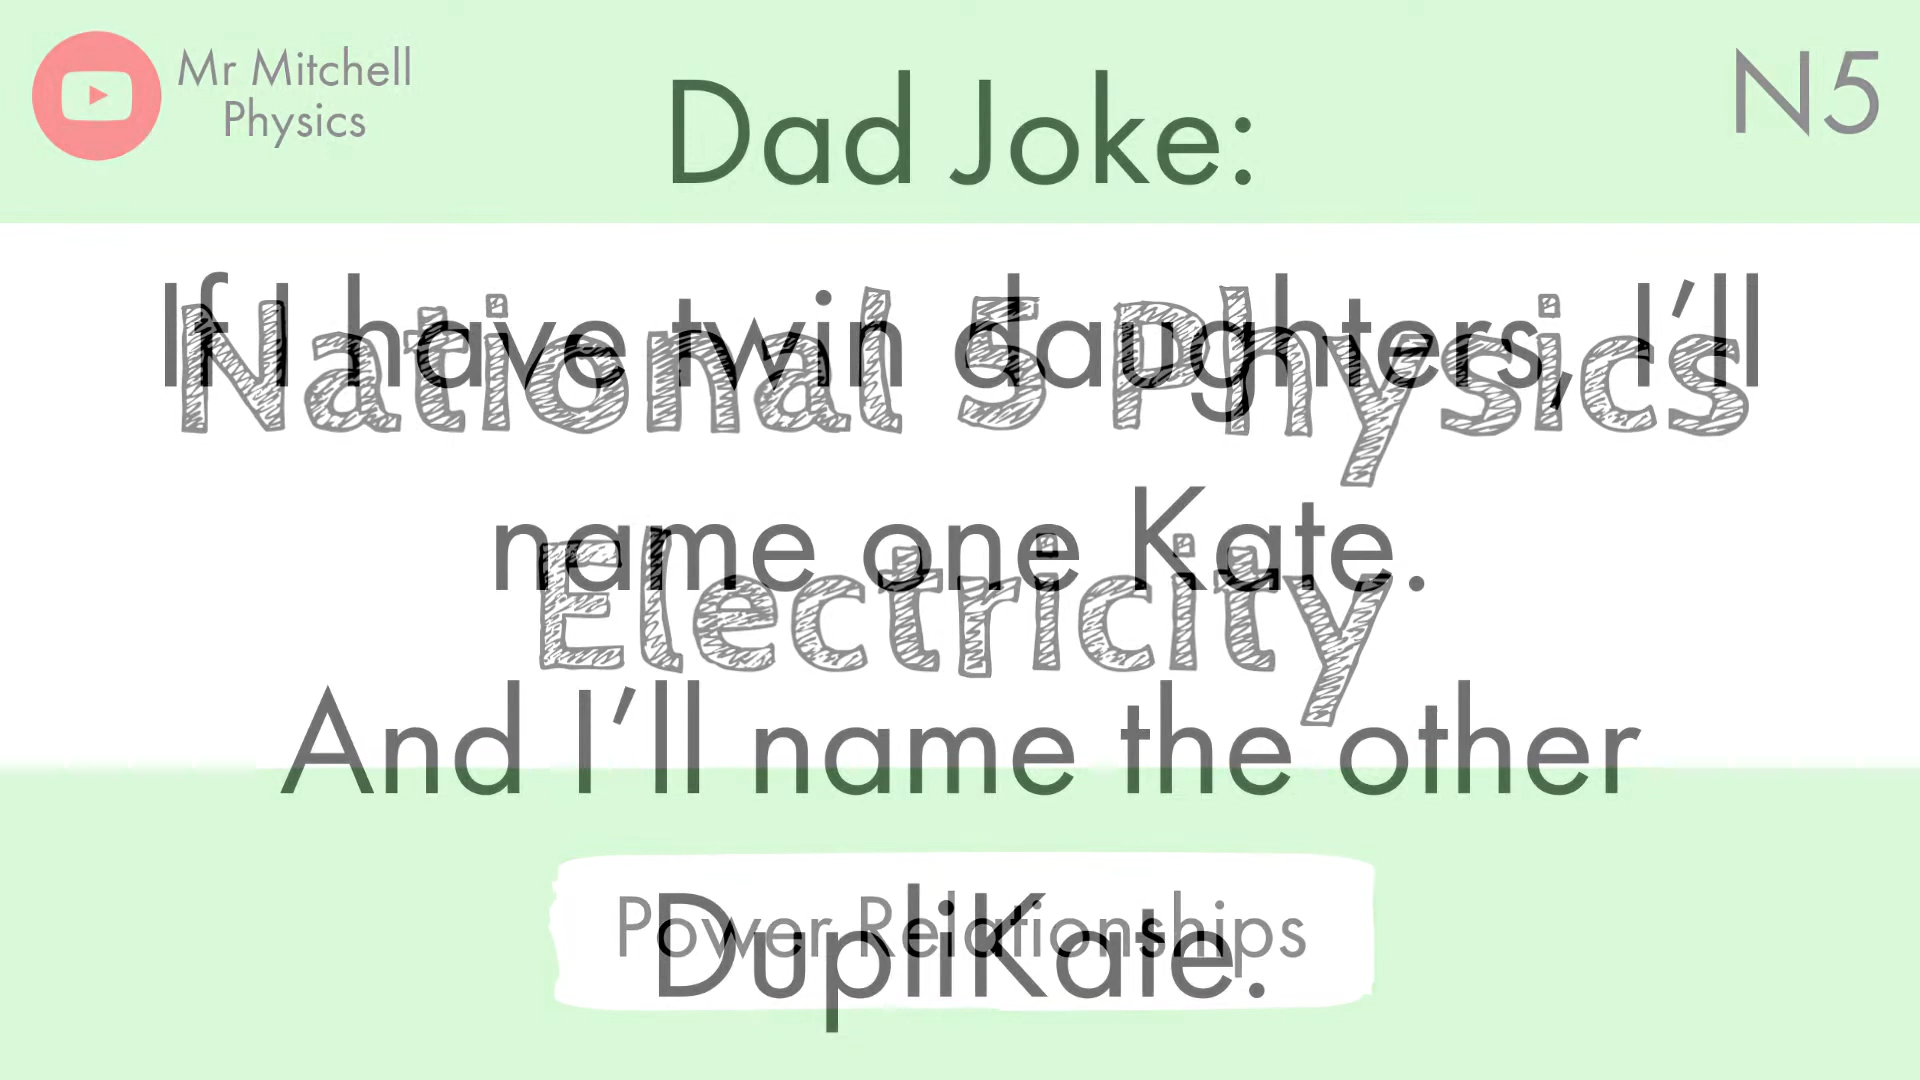 Mr Mitchell
Physics
N5
Dad Joke:
If I have twin daughters, I’ll
name one Kate.
And I’ll name the other
DupliKate.
National 5 Physics
Electricity
Power Relationships